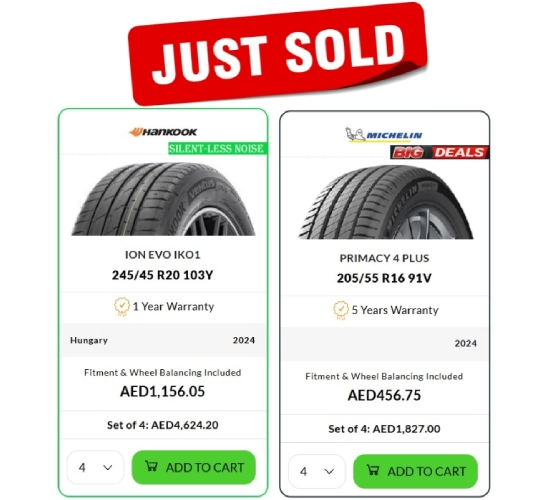 JUST SOLD
HANKOOK
SILENT-LESS NOISE
ION EVO IK01
245/45 R20 103Y
1 Year Warranty
Hungary 2024
Fitment & Wheel Balancing Included
AED1,156.05
Set of 4: AED4,624.20
4 ADD TO CART
MICHELIN
BIG DEALS
PRIMACY 4 PLUS
205/55 R16 91V
5 Years Warranty
2024
Fitment & Wheel Balancing Included
AED456.75
Set of 4: AED1,827.00
4 ADD TO CART